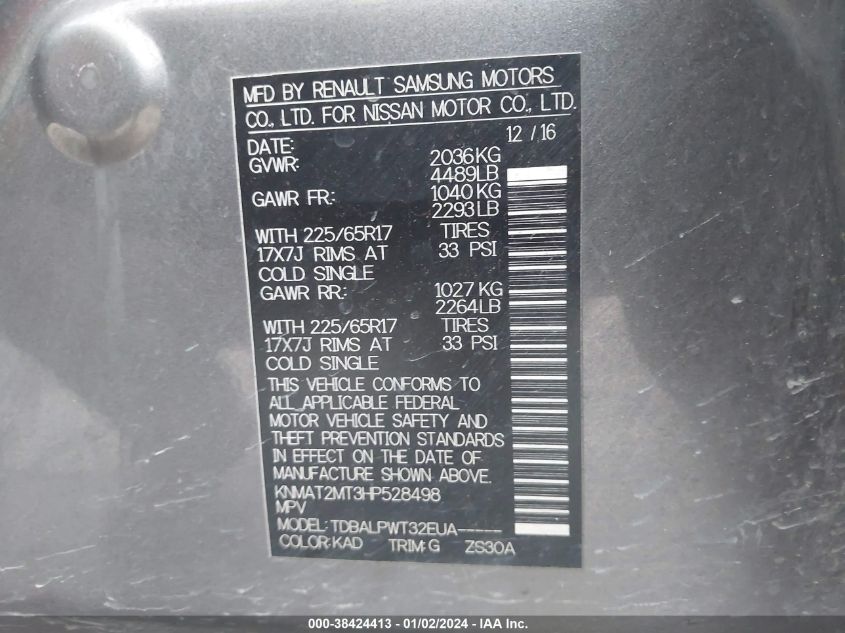 MFD BY RENAULT SAMSUNG MOTORS
CO., LTD. FOR NISSAN MOTOR CO., LTD.
DATE: 12 / 16
GVWR: 2036KG
4489LB
GAWR FR: 1040KG
2293LB
WITH 225/65R17 TIRES
17X7J RIMS AT 33 PSI
COLD SINGLE
GAWR RR: 1027KG
2264LB
WITH 225/65R17 TIRES
17X7J RIMS AT 33 PSI
COLD SINGLE
THIS VEHICLE CONFORMS TO
ALL APPLICABLE FEDERAL
MOTOR VEHICLE SAFETY AND
THEFT PREVENTION STANDARDS
IN EFFECT ON THE DATE OF
MANUFACTURE SHOWN ABOVE.
KNMAT2MT3HP528498
MPV
MODEL: TDBALPWT32EUA-----
COLOR: KAD TRIM: G ZS30A
000-38424413 - 01/02/2024 - IAA Inc.